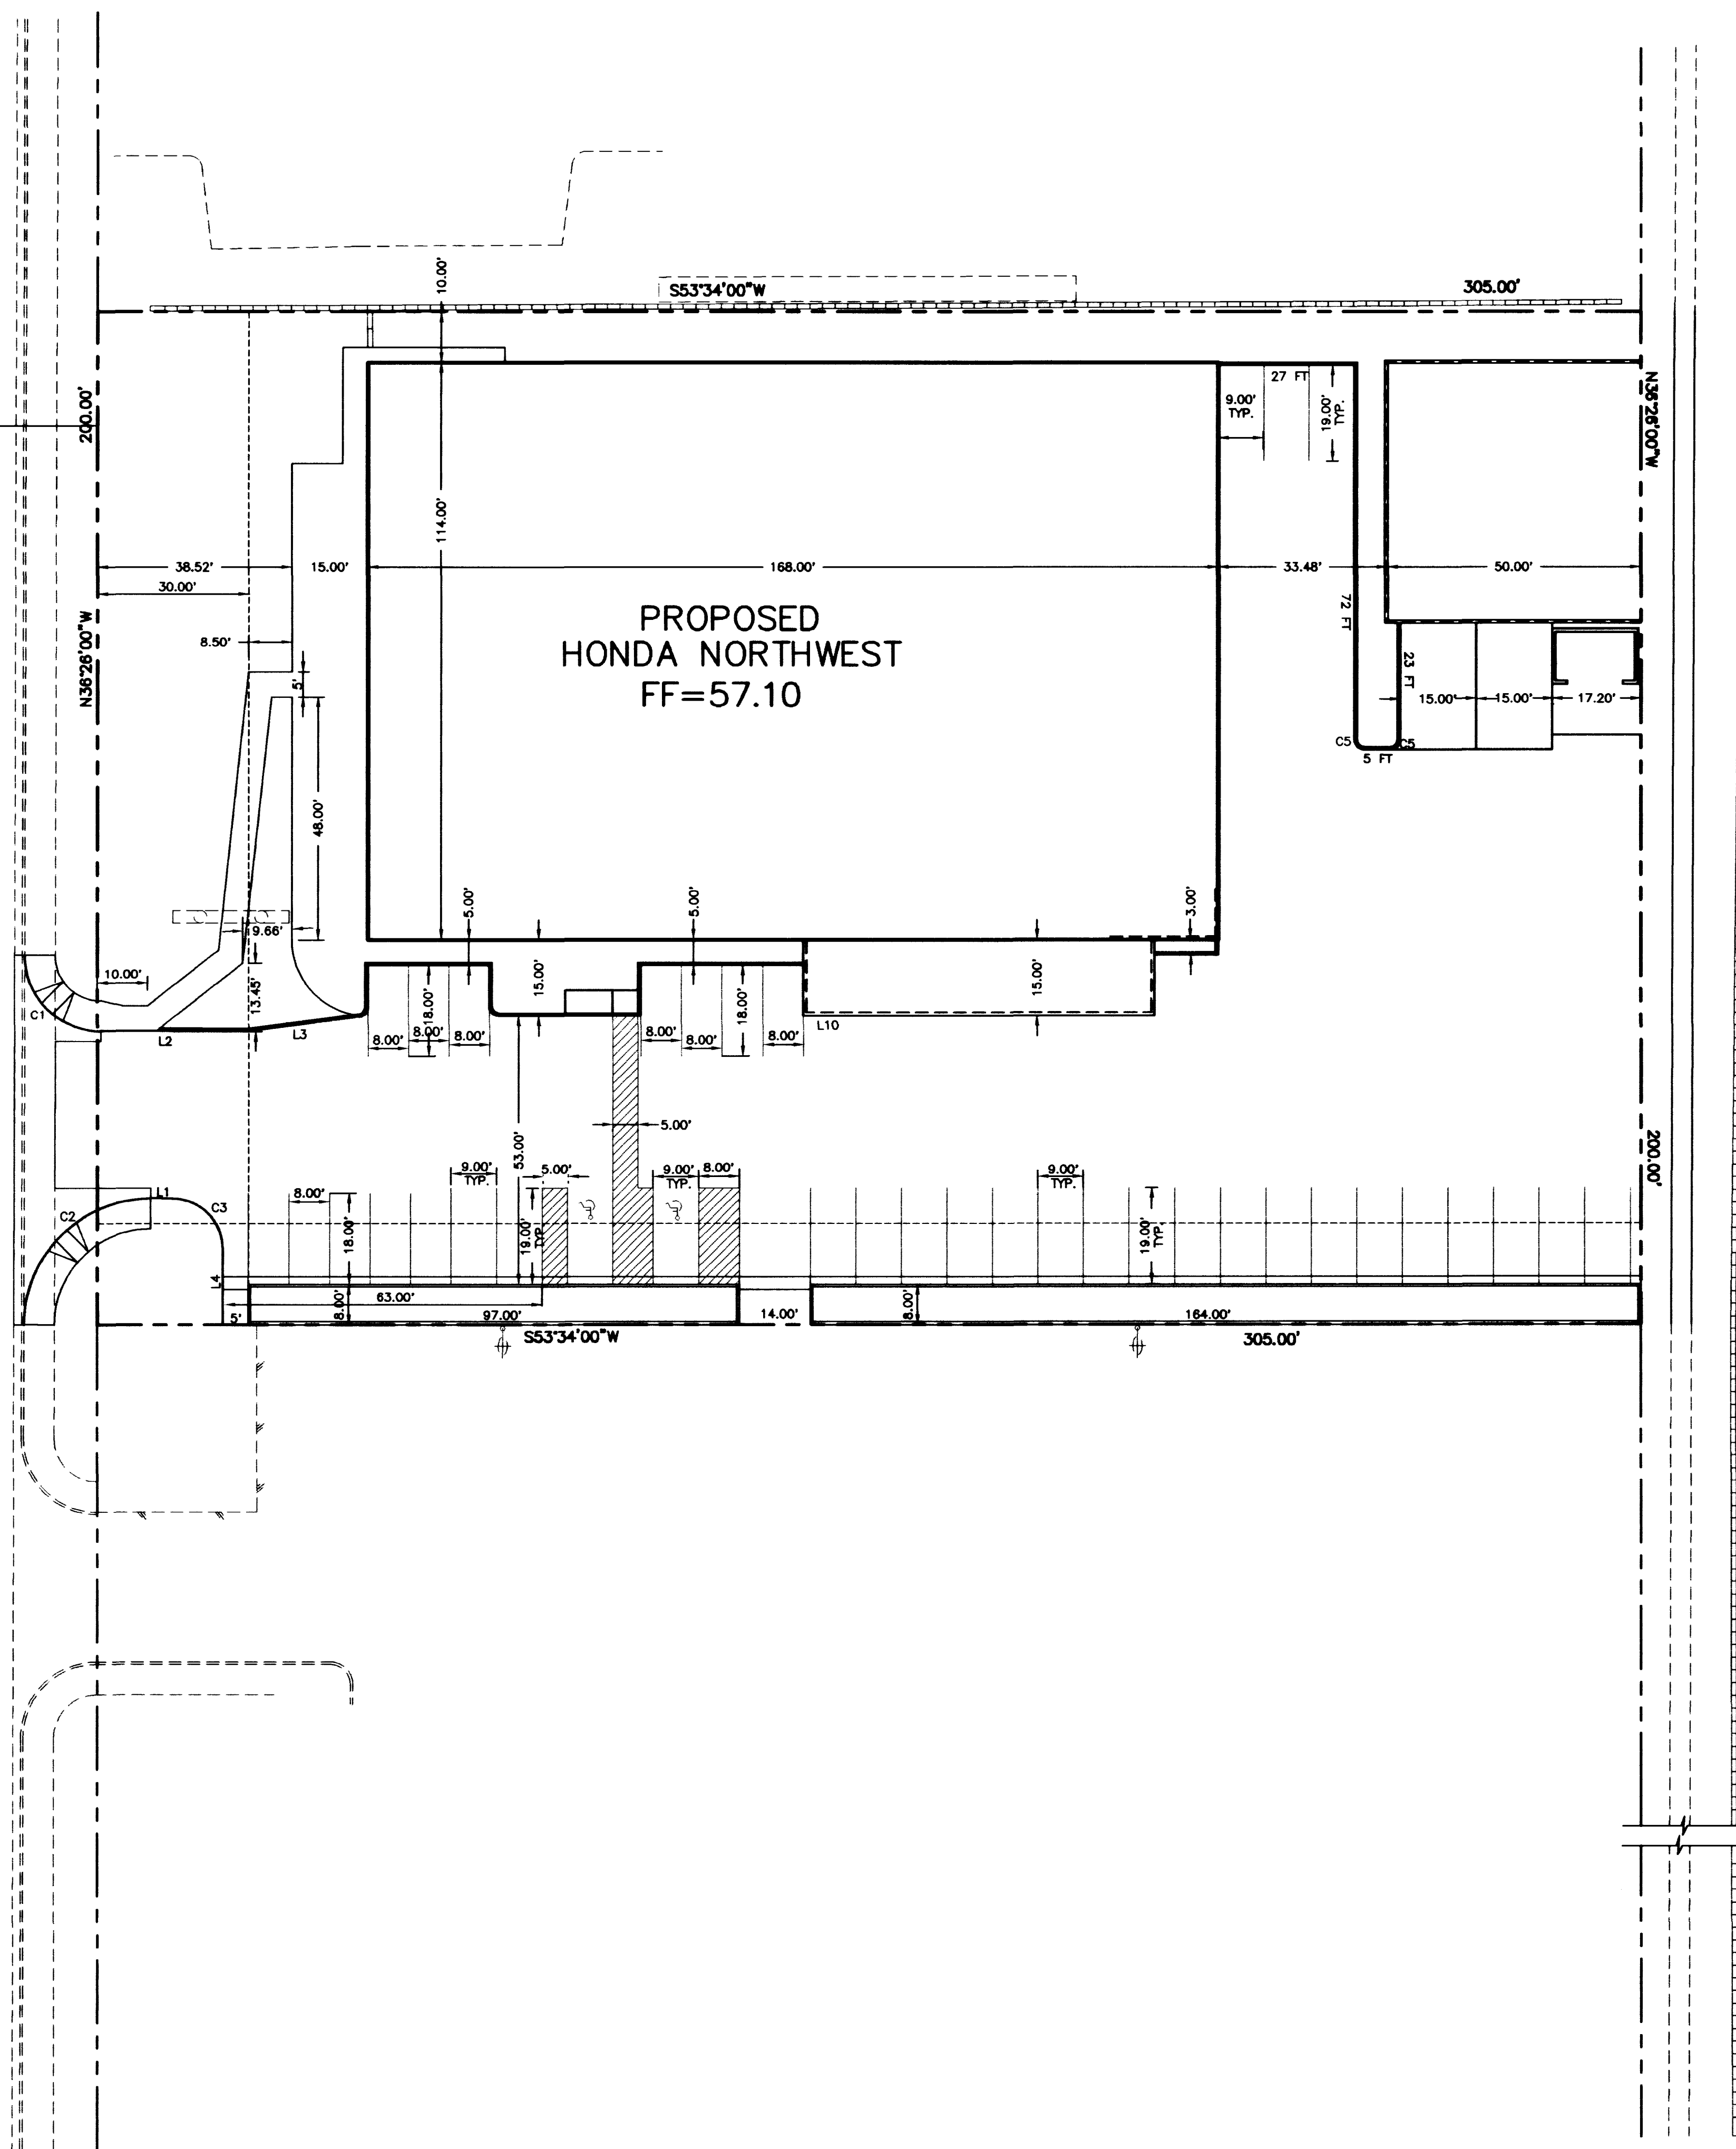 10.00'
S53°34'00"W
305.00'
200.00'
N36°26'00"W
27 FT
9.00'
TYP.
19.00'
TYP.
114.00'
38.52'
15.00'
168.00'
33.48'
50.00'
30.00'
72 FT
PROPOSED
HONDA NORTHWEST
FF=57.10
N36°26'00"W
8.50'
5'
23 FT
15.00'
15.00'
17.20'
C5
C5
5 FT
48.00'
5.00'
5.00'
3.00'
9.66'
10.00'
13.45'
15.00'
15.00'
C1
L2
L3
18.00'
18.00'
L10
8.00'
8.00'
8.00'
8.00'
8.00'
8.00'
53.00'
5.00'
200.00'
9.00'
TYP.
5.00'
9.00'
TYP.
8.00'
9.00'
TYP.
L1
C2
C3
8.00'
18.00'
19.00'
TYP.
19.00'
TYP.
L4
63.00'
8.00'
8.00'
5'
97.00'
14.00'
164.00'
S53°34'00"W
305.00'